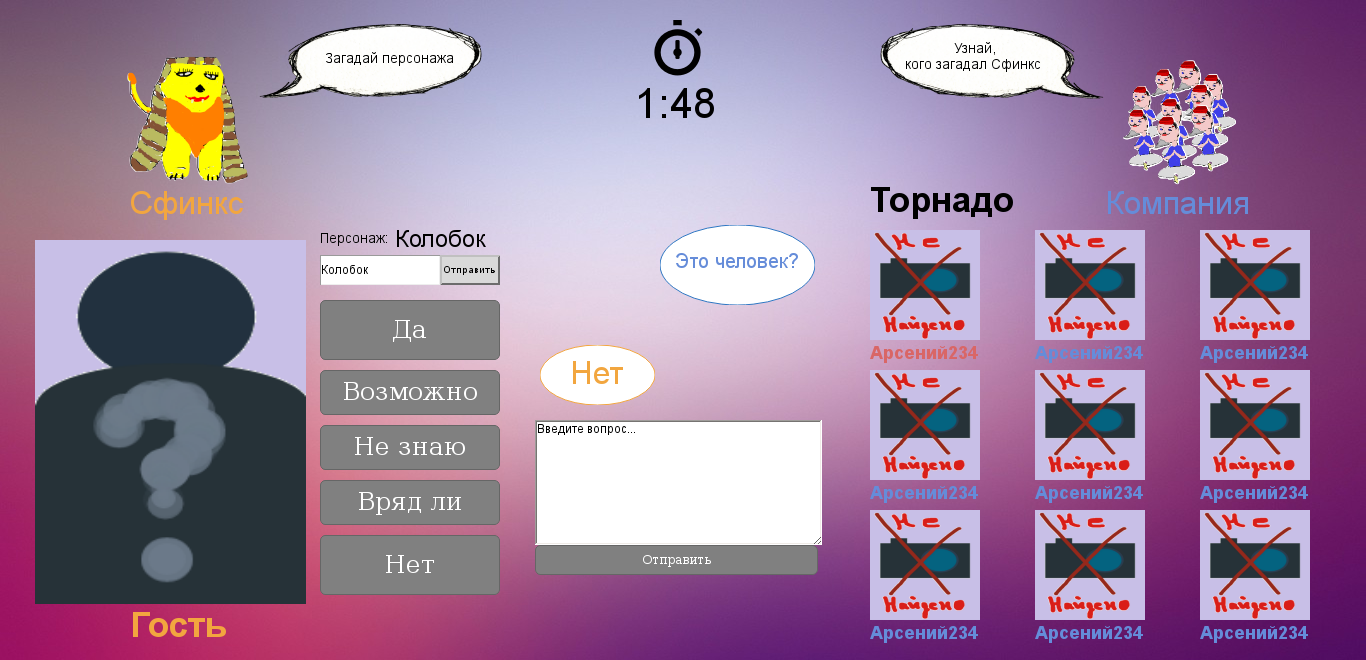 Загадай персонажа
1:48
Узнай,
кого загадал Сфинкс
Сфинкс
Торнадо
Компания
Персонаж: Колобок
Колобок
Отправить
Да
Возможно
Не знаю
Вряд ли
Нет
Гость
Это человек?
Нет
Введите вопрос...
Отправить
Не
Найдено
Не
Найдено
Не
Найдено
Арсений234
Арсений234
Арсений234
Не
Найдено
Не
Найдено
Не
Найдено
Арсений234
Арсений234
Арсений234
Не
Найдено
Не
Найдено
Не
Найдено
Арсений234
Арсений234
Арсений234